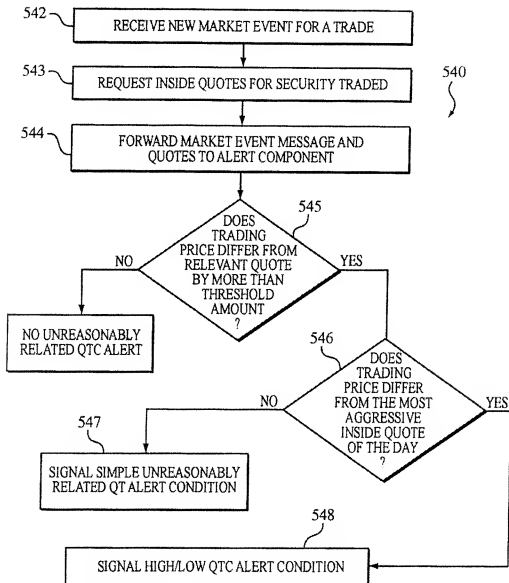 542
RECEIVE NEW MARKET EVENT FOR A TRADE
543
REQUEST INSIDE QUOTES FOR SECURITY TRADED
540
544
FORWARD MARKET EVENT MESSAGE AND
QUOTES TO ALERT COMPONENT
545
DOES
TRADING
PRICE DIFFER FROM
RELEVANT QUOTE
BY MORE THAN
THRESHOLD
AMOUNT
?
NO
YES
NO UNREASONABLY
RELATED QTC ALERT
546
DOES
TRADING
PRICE DIFFER
FROM THE MOST
AGGRESSIVE
INSIDE QUOTE
OF THE DAY
?
NO
YES
547
SIGNAL SIMPLE UNREASONABLY
RELATED QT ALERT CONDITION
548
SIGNAL HIGH/LOW QTC ALERT CONDITION